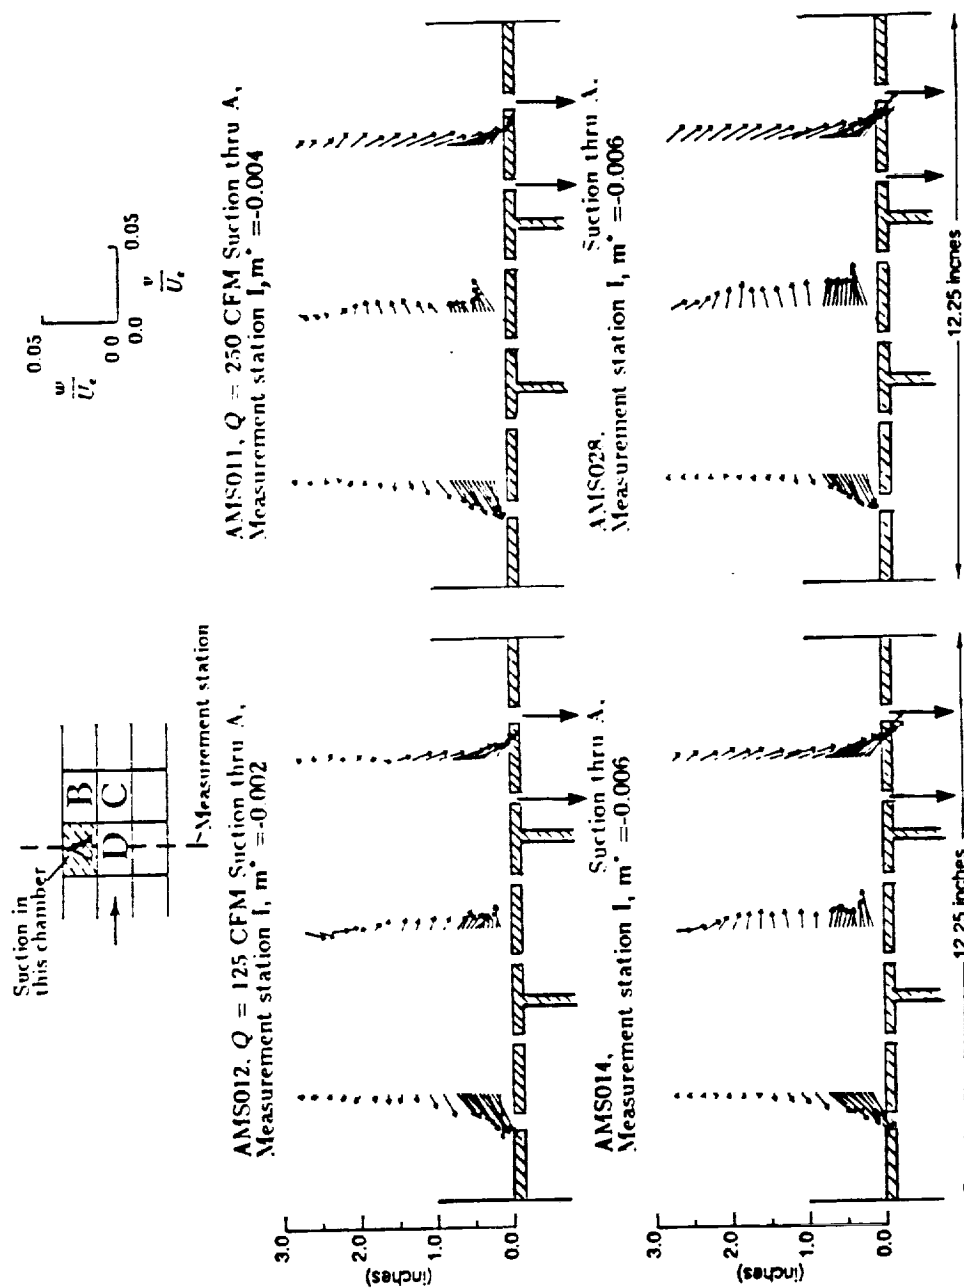 Suction in
this chamber
A
B
D
C
Measurement station
w
U_e
0.05
0.0
0.0
0.05
v
U_e
AMS012. Q = 125 CFM Suction thru A,
Measurement station I, m* =-0.002
AMS011. Q = 250 CFM Suction thru A,
Measurement station I, m* =-0.004
3.0
2.0
1.0
0.0
(inches)
AMS014.
Suction thru A.
Measurement station I, m* =-0.006
AMS028.
Suction thru A.
Measurement station I, m* =-0.006
3.0
2.0
1.0
0.0
(inches)
12.25 inches
12.25 inches